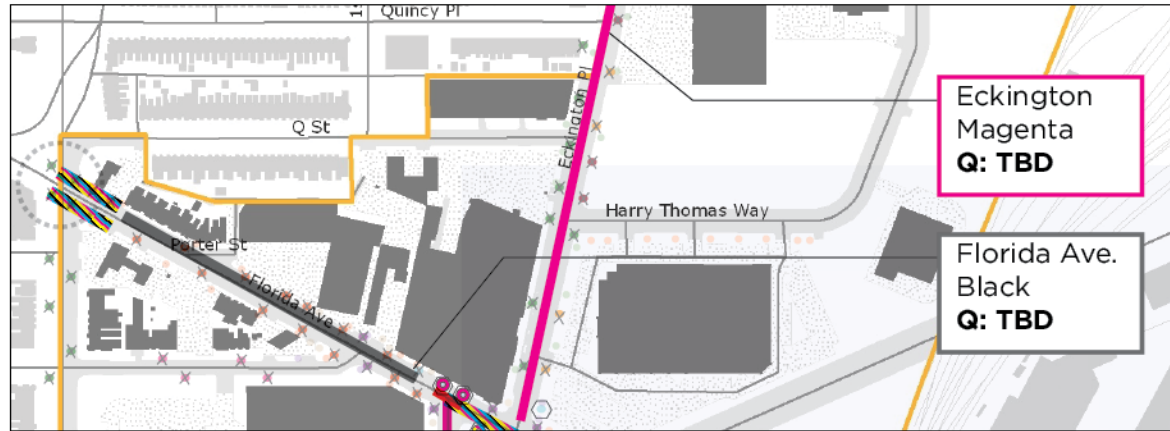 Quincy Pl
Eckington
Magenta
Q: TBD
Q St
Eckington Pl
Harry Thomas Way
Porter St
Florida Ave
Florida Ave.
Black
Q: TBD